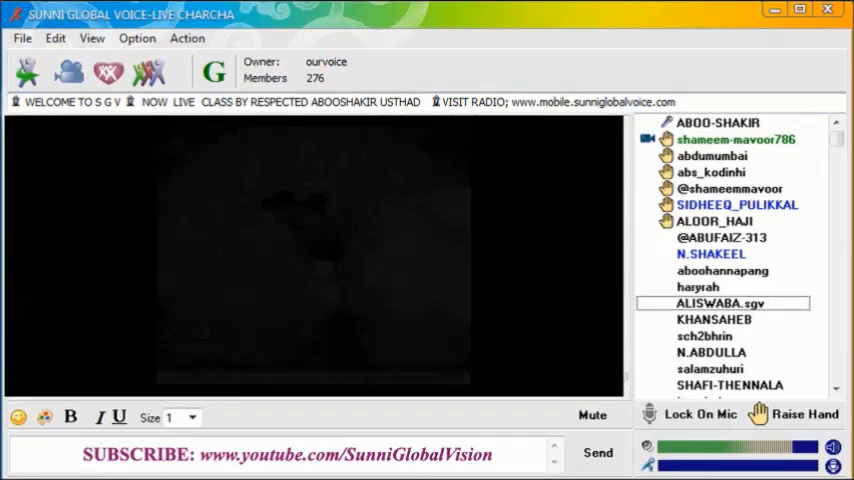 SUNNI GLOBAL VOICE-LIVE CHARCHA
File Edit View Option Action
G
Owner: ourvoice
Members 276
WELCOME TO S G V NOW LIVE CLASS BY RESPECTED ABOOSHAKIR USTHAD VISIT RADIO; www.mobile.sunniglobalvoice.com
ABOO-SHAKIR
shameem-mavoor786
abdumumbai
abs_kodinhi
@shameemmavoor
SIDHEEQ_PULIKKAL
ALOOR_HAJI
@ABUFAIZ-313
N.SHAKEEL
aboohannapang
haryrah
ALISWABA.sgv
KHANSAHEB
sch2bhrin
N.ABDULLA
salamzuhuri
SHAFI-THENNALA
B I U Size 1 Mute
Lock On Mic Raise Hand
SUBSCRIBE: www.youtube.com/SunniGlobalVision
Send